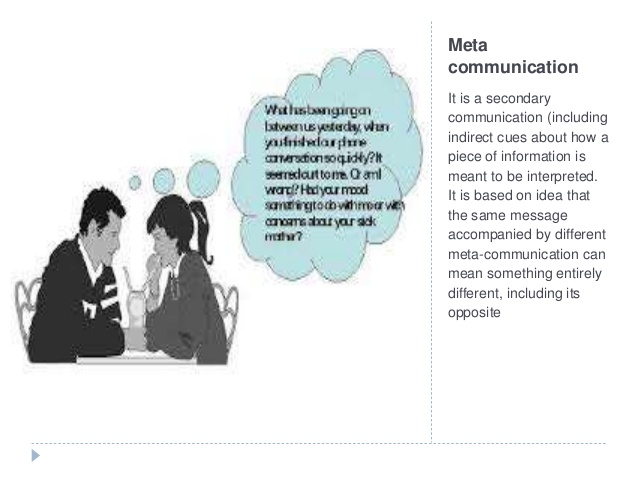 What has been going on
between us yesterday, when
you finished our phone
conversation so quickly? It
seemed curt to me. Or am I
wrong? Had your mood
something to do with me or with
concerns about your sick
mother?
Meta
communication
It is a secondary
communication (including
indirect cues about how a
piece of information is
meant to be interpreted.
It is based on idea that
the same message
accompanied by different
meta-communication can
mean something entirely
different, including its
opposite